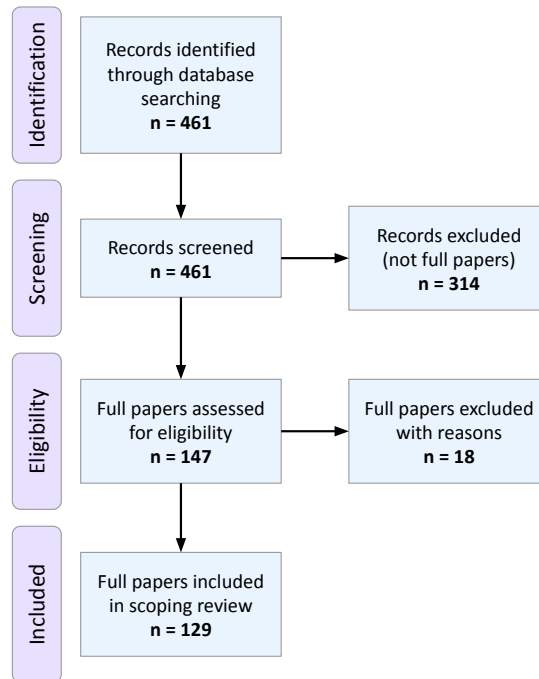 Identification
Records identified
through database
searching
n = 461
Screening
Records screened
n = 461
Records excluded
(not full papers)
n = 314
Eligibility
Full papers assessed
for eligibility
n = 147
Full papers excluded
with reasons
n = 18
Included
Full papers included
in scoping review
n = 129